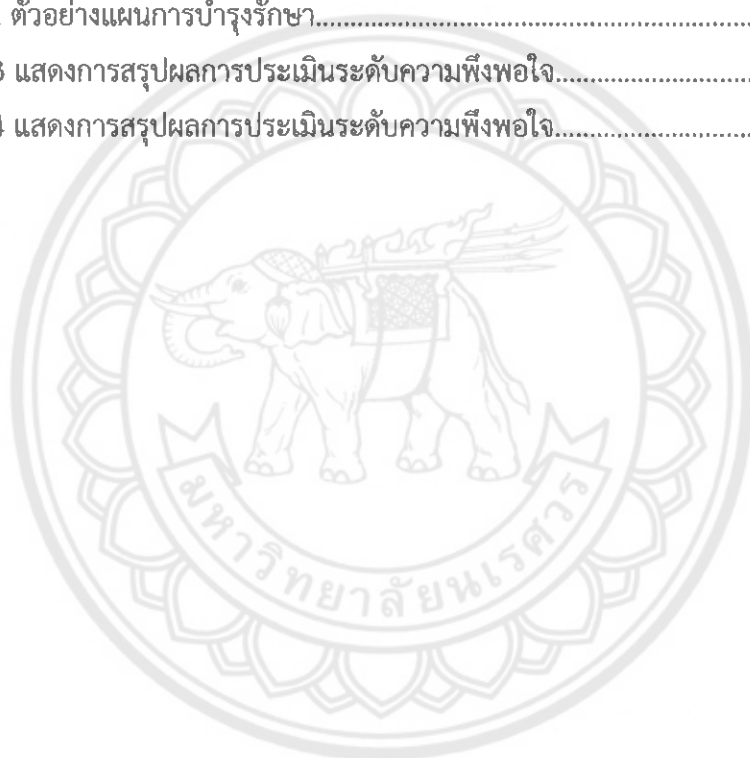 ตัวอย่างแผนการบำรุงรักษา
3 แสดงการสรุปผลการประเมินระดับความพึงพอใจ
4 แสดงการสรุปผลการประเมินระดับความพึงพอใจ
มหาวิทยาลัยนเรศวร